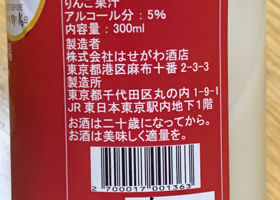 りんご果汁
アルコール分：5%
内容量：300ml
製造者
株式会社はせがわ酒店
東京都港区麻布十番2-3-3
製造所
東京都千代田区丸の内1-9-1
JR東日本東京駅内地下1階
お酒は二十歳になってから。
お酒は美味しく適量を。
2700017001363